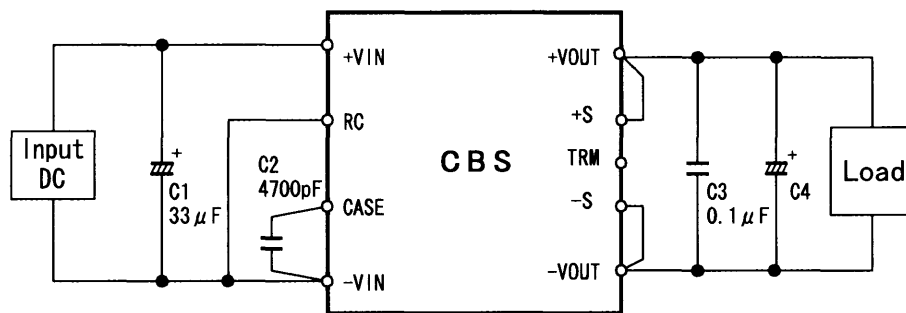 +VIN
+VOUT
RC
+S
Input
DC
+
C1
33μF
C2
4700pF
CBS
TRM
C3
0.1μF
+
C4
Load
CASE
-S
-VIN
-VOUT